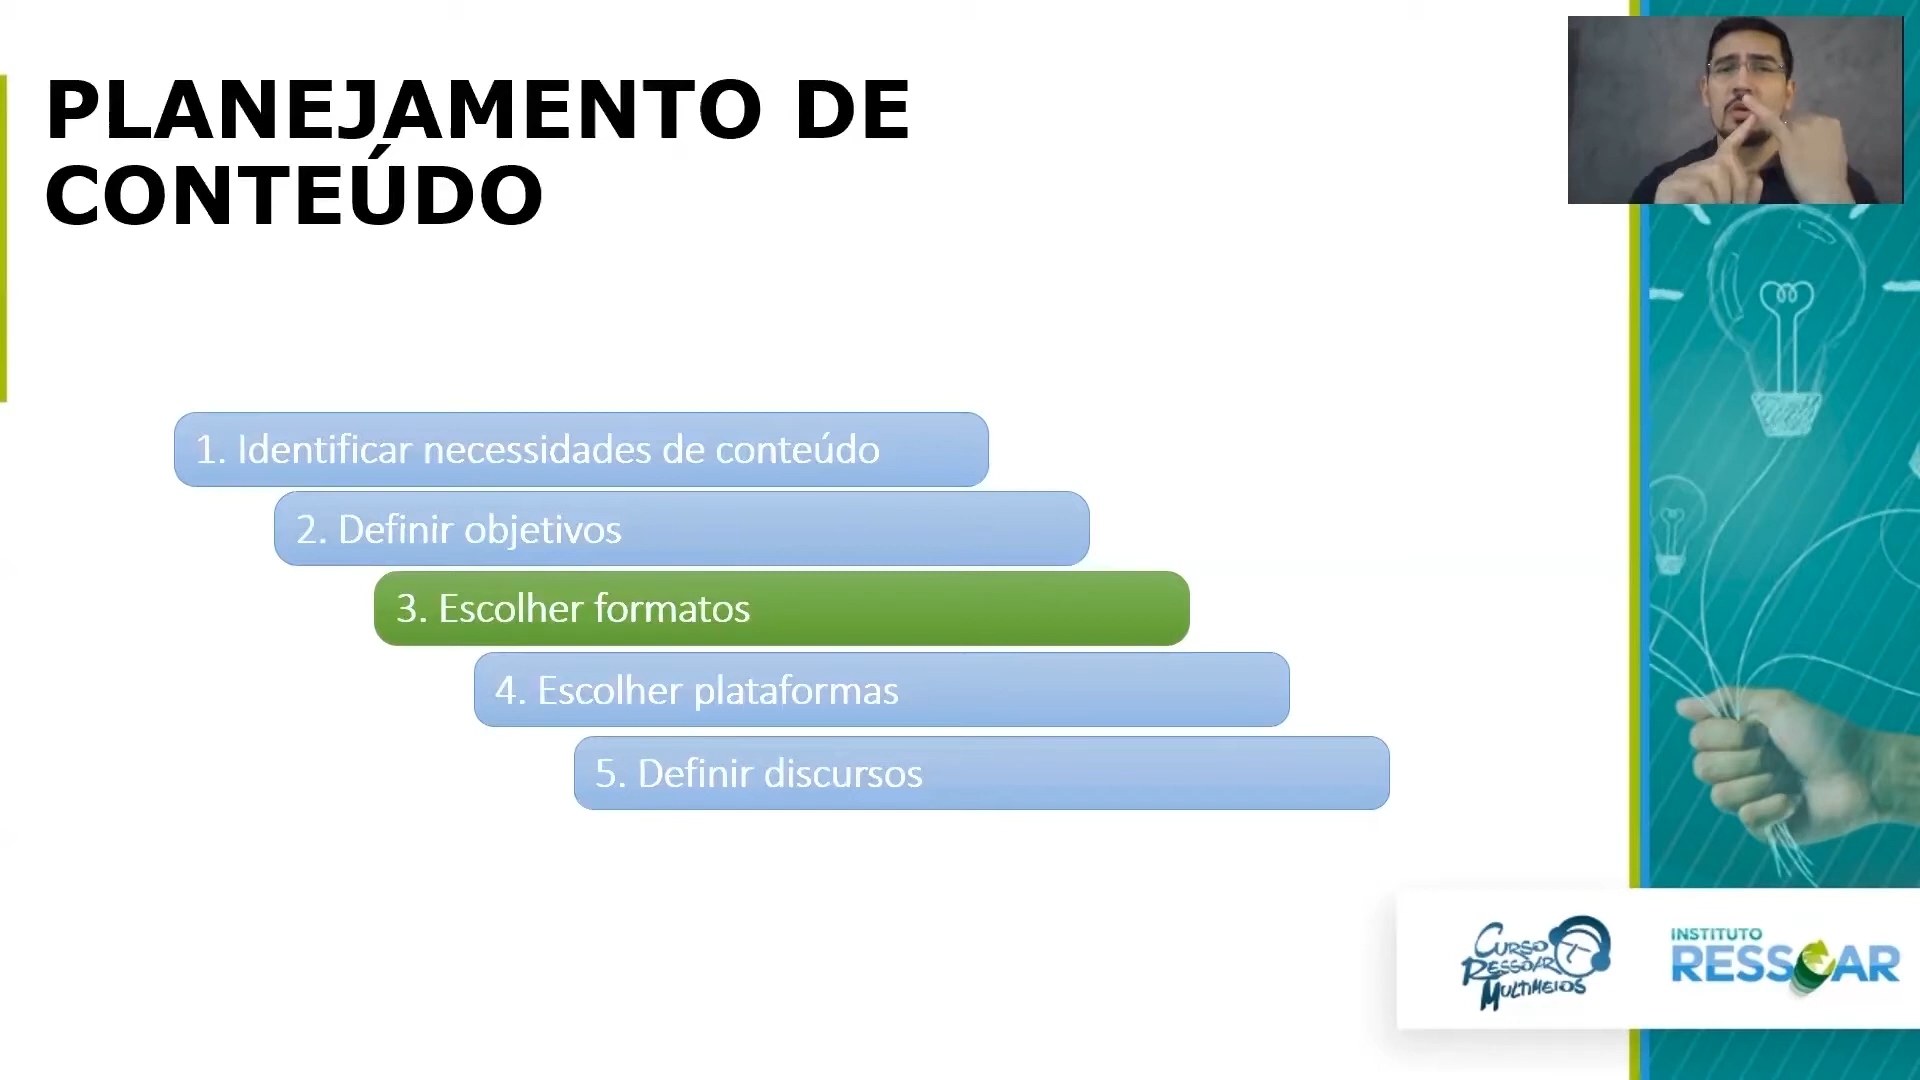 PLANEJAMENTO DE
CONTEÚDO
1. Identificar necessidades de conteúdo
2. Definir objetivos
3. Escolher formatos
4. Escolher plataformas
5. Definir discursos
CURSO
RESSOAR
MULTIMEIOS
INSTITUTO
RESSOAR